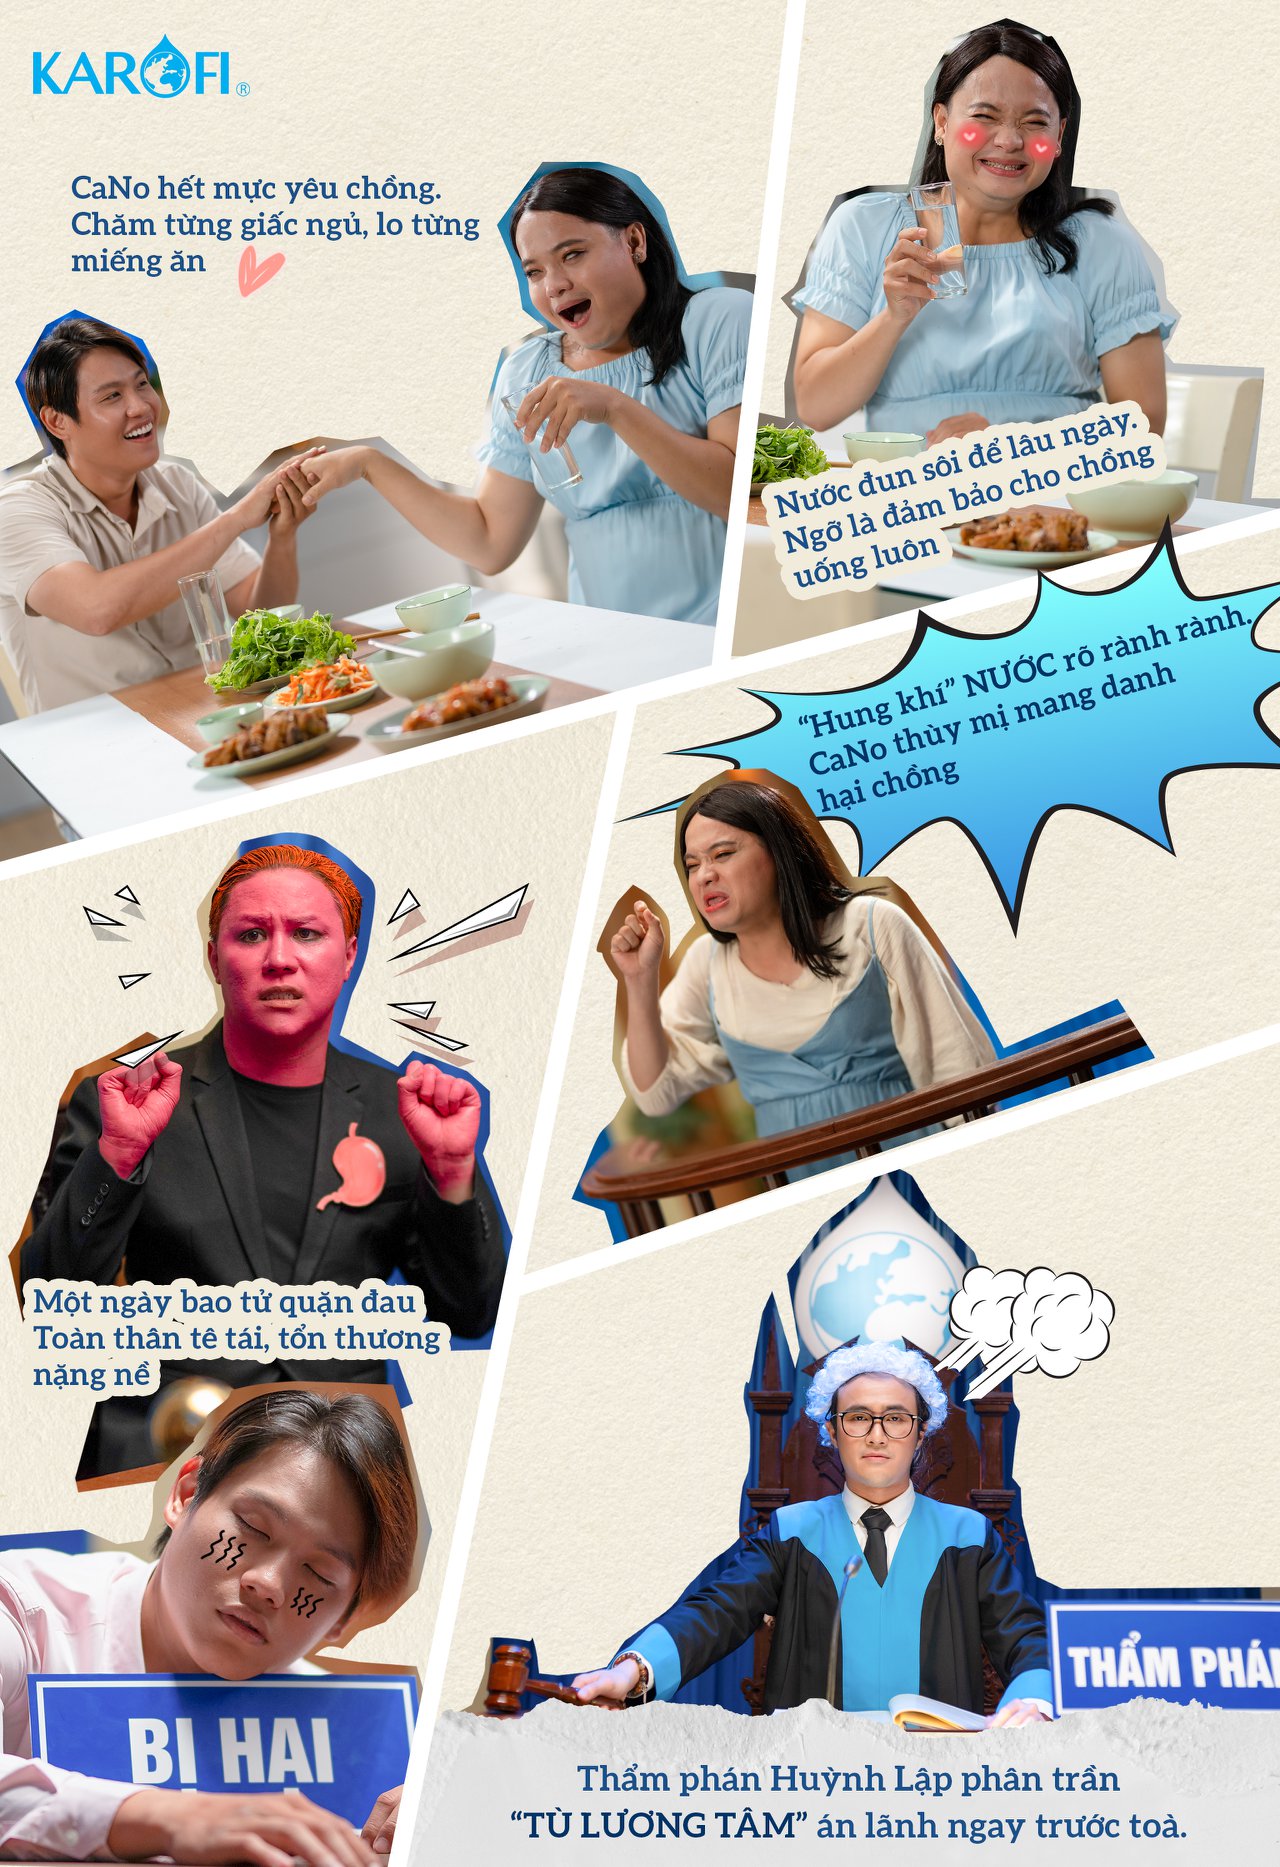 KAROFI®
CaNo hết mực yêu chồng.
Chăm từng giấc ngủ, lo từng
miếng ăn
Nước đun sôi để lâu ngày.
Ngỡ là đảm bảo cho chồng
uống luôn
“Hung khí” NƯỚC rõ rành rành.
CaNo thùy mị mang danh
hại chồng
Một ngày bao tử quặn đau
Toàn thân tê tái, tổn thương
nặng nề
BỊ HẠI
THẨM PHÁN
Thẩm phán Huỳnh Lập phân trần
“TÙ LƯƠNG TÂM” án lãnh ngay trước toà.